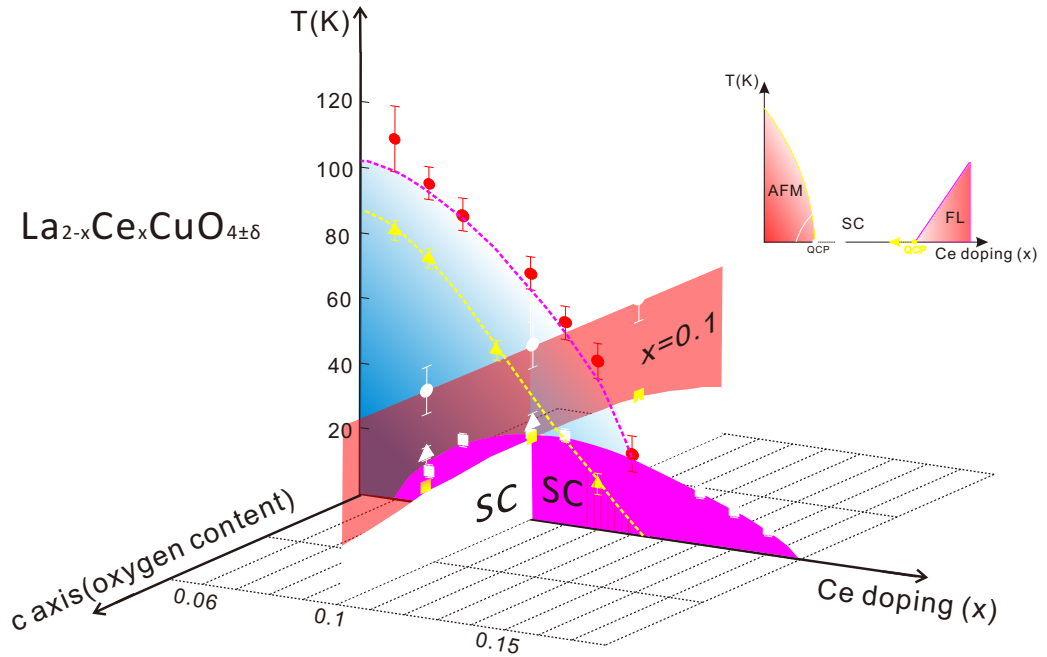 T(K)
120
100
80
60
40
20
La2-xCexCuO4±δ
T(K)
AFM
SC
FL
QCP
QCP
Ce doping (x)
x=0.1
SC
SC
c axis(oxygen content)
Ce doping (x)
0.06
0.1
0.15